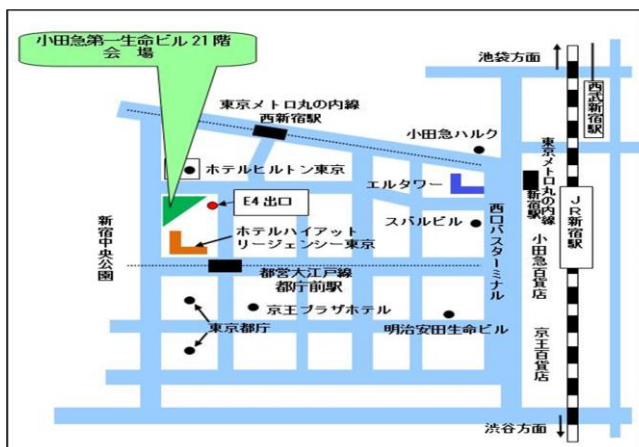 小田急第一生命ビル21階
会場
池袋方面
西武新宿駅
東京メトロ丸の内線
西新宿駅
小田急ハルク
東京メトロ丸の内線
新宿駅
ホテルヒルトン東京
エルタワー
E4出口
JR新宿駅
新宿中央公園
スバルビル
西口バスターミナル
ホテルハイアット
リージェンシー東京
小田急百貨店
都営大江戸線
都庁前駅
京王プラザホテル
東京都庁
明治安田生命ビル
京王百貨店
渋谷方面